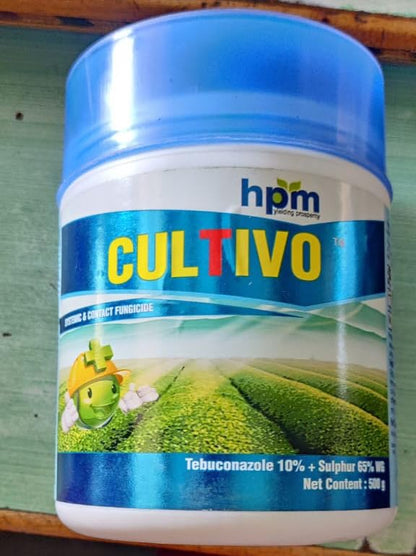 hpm
yielding prosperity
CULTIVO
SYSTEMIC & CONTACT FUNGICIDE
Tebuconazole 10% + Sulphur 65% WG
Net Content : 500 g